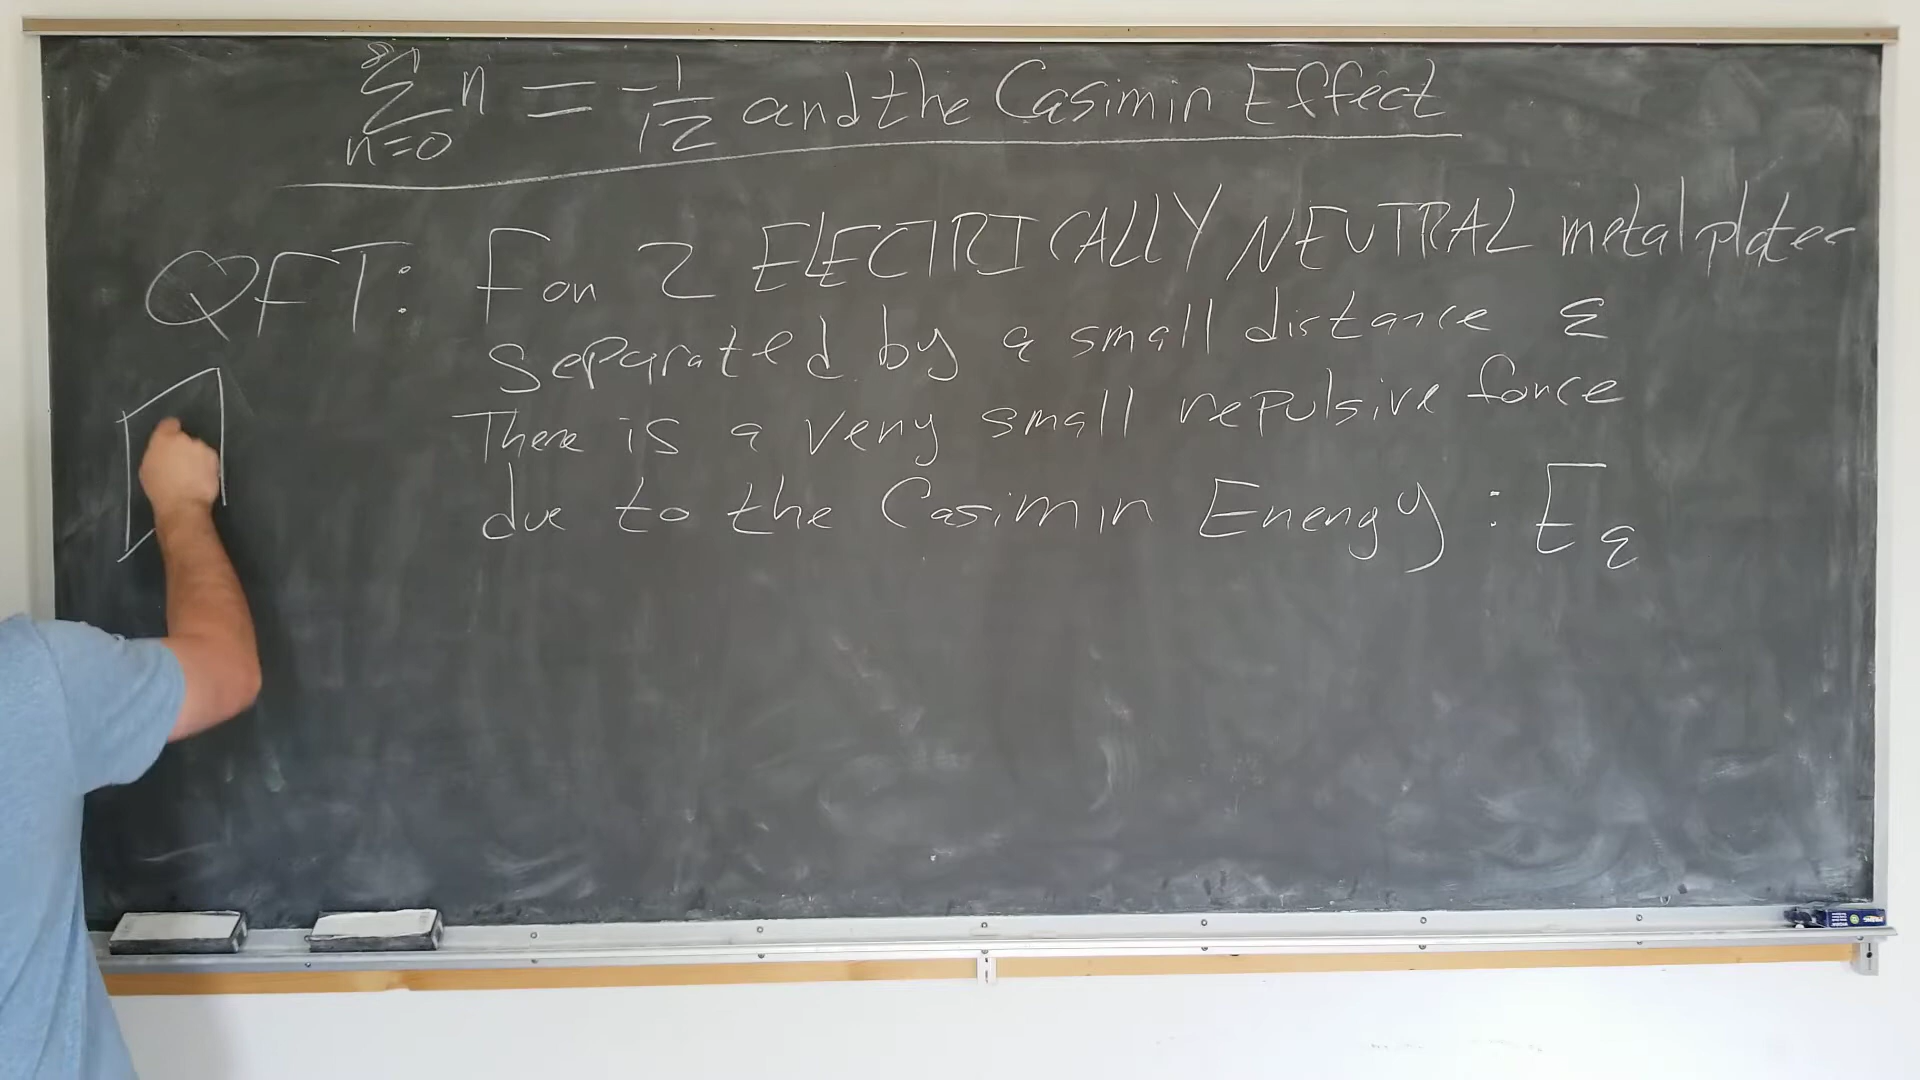 ∞∑n=0 n = -1/12 and the Casimir Effect
QFT: For 2 ELECTRICALLY NEUTRAL metal plates
separated by a small distance ε
There is a very small repulsive force
due to the Casimir Energy : E_ε